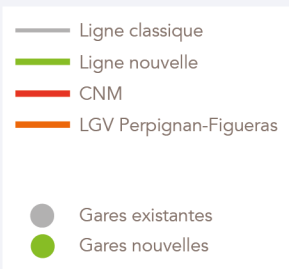 Ligne classique
Ligne nouvelle
CNM
LGV Perpignan-Figueras
Gares existantes
Gares nouvelles